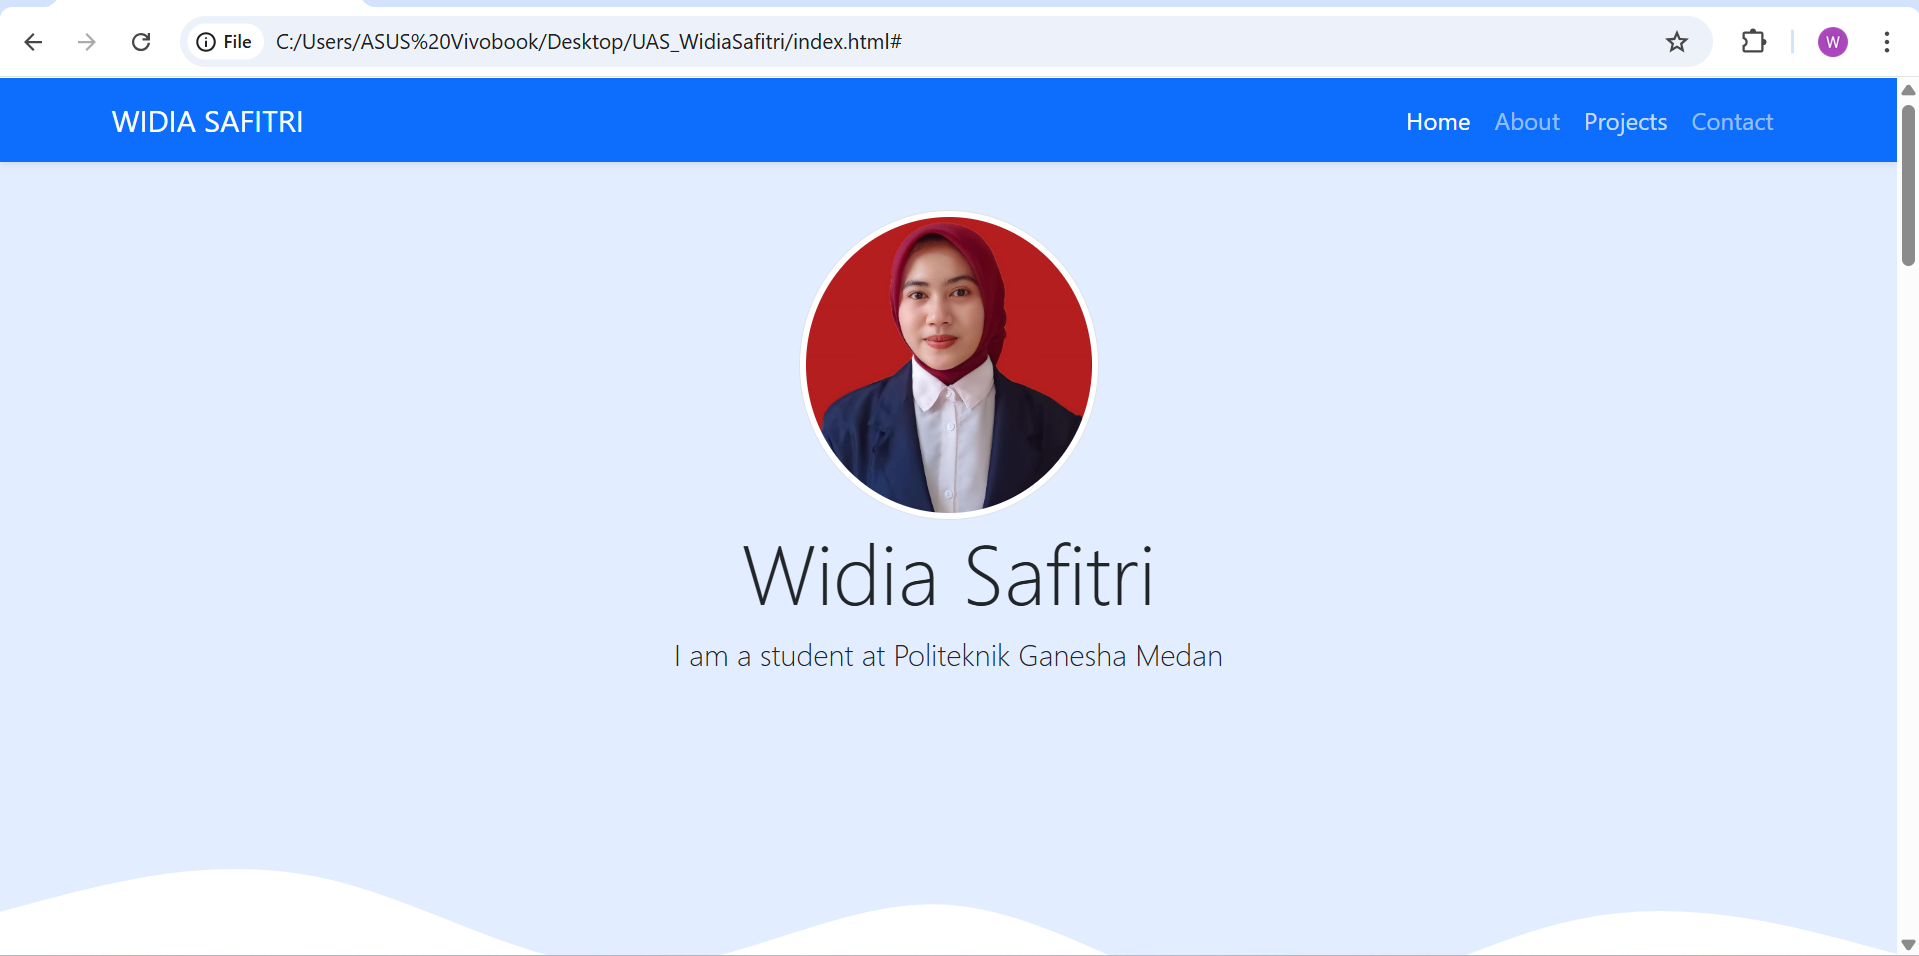 File C:/Users/ASUS%20Vivobook/Desktop/UAS_WidiaSafitri/index.html#
W
WIDIA SAFITRI
Home About Projects Contact
Widia Safitri
I am a student at Politeknik Ganesha Medan